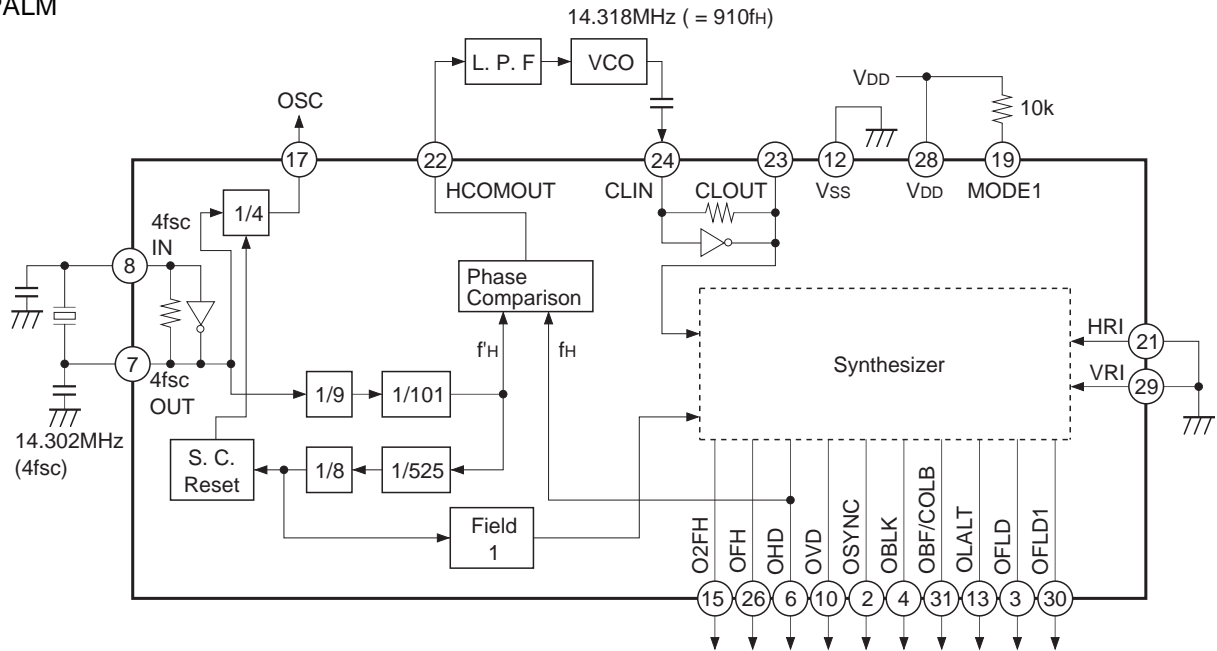 PALM
14.318MHz ( = 910fH)
L. P. F
VCO
VDD
10k
OSC
17
22
24
23
12
28
19
HCOMOUT
CLIN
CLOUT
VSS
VDD
MODE1
1/4
4fsc
IN
8
7
4fsc
OUT
14.302MHz
(4fsc)
Phase
Comparison
f'H
fH
1/9
1/101
S. C.
Reset
1/8
1/525
Field
1
Synthesizer
HRI
21
VRI
29
O2FH
OFH
OHD
OVD
OSYNC
OBLK
OBF/COLB
OLALT
OFLD
OFLD1
15
26
6
10
2
4
31
13
3
30